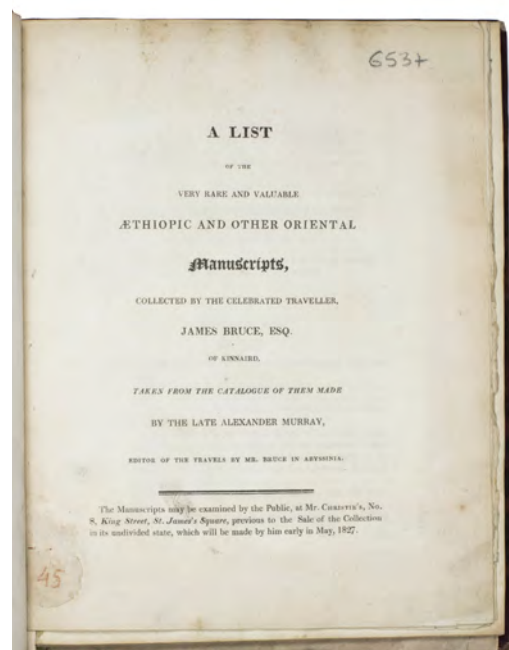 6537
A LIST
OF THE
VERY RARE AND VALUABLE
ÆTHIOPIC AND OTHER ORIENTAL
Manuscripts,
COLLECTED BY THE CELEBRATED TRAVELLER,
JAMES BRUCE, ESQ.
OF KINNAIRD,
TAKEN FROM THE CATALOGUE OF THEM MADE
BY THE LATE ALEXANDER MURRAY,
EDITOR OF THE TRAVELS BY MR. BRUCE IN ABYSSINIA.
The Manuscripts may be examined by the Public, at Mr. CHRISTIE'S, No.
8, King Street, St. James's Square, previous to the Sale of the Collection
in its undivided state, which will be made by him early in May, 1827.
45